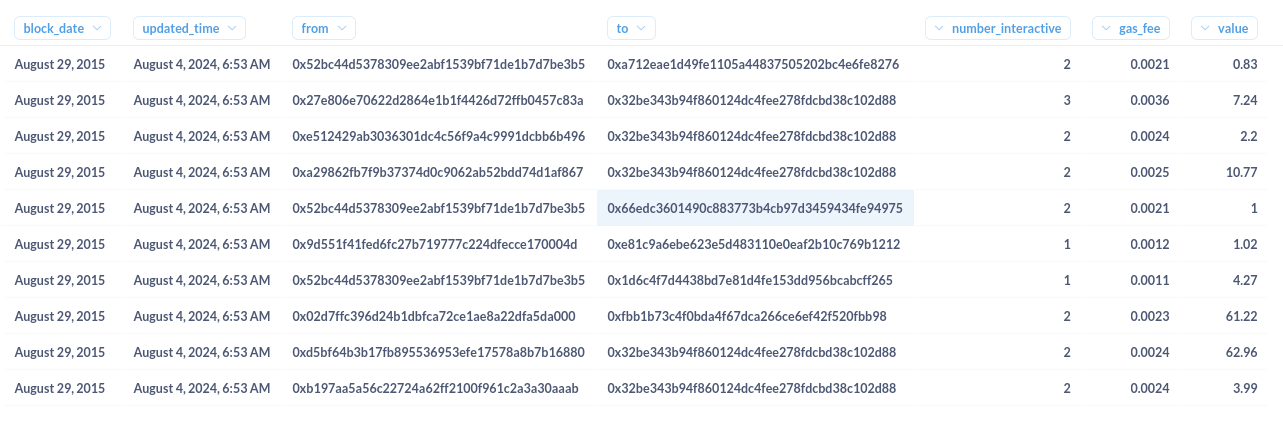 block_date updated_time from to number_interactive gas_fee value
August 29, 2015 August 4, 2024, 6:53 AM 0x52bc44d5378309ee2abf1539bf71de1b7d7be3b5 0xa712eae1d49fe1105a44837505202bc4e6fe8276 2 0.0021 0.83
August 29, 2015 August 4, 2024, 6:53 AM 0x27e806e70622d2864e1b1f4426d72ffb0457c83a 0x32be343b94f860124dc4fee278fdcbd38c102d88 3 0.0036 7.24
August 29, 2015 August 4, 2024, 6:53 AM 0xe512429ab3036301dc4c56f9a4c9991dcbb6b496 0x32be343b94f860124dc4fee278fdcbd38c102d88 2 0.0024 2.2
August 29, 2015 August 4, 2024, 6:53 AM 0xa29862fb7f9b37374d0c9062ab52bdd74d1af867 0x32be343b94f860124dc4fee278fdcbd38c102d88 2 0.0025 10.77
August 29, 2015 August 4, 2024, 6:53 AM 0x52bc44d5378309ee2abf1539bf71de1b7d7be3b5 0x66edc3601490c883773b4cb97d3459434fe94975 2 0.0021 1
August 29, 2015 August 4, 2024, 6:53 AM 0x9d551f41fed6fc27b719777c224dfecce170004d 0xe81c9a6ebe623e5d483110e0eaf2b10c769b1212 1 0.0012 1.02
August 29, 2015 August 4, 2024, 6:53 AM 0x52bc44d5378309ee2abf1539bf71de1b7d7be3b5 0x1d6c4f7d4438bd7e81d4fe153dd956bcabcff265 1 0.0011 4.27
August 29, 2015 August 4, 2024, 6:53 AM 0x02d7ffc396d24b1dbfca72ce1ae8a22dfa5da000 0xfbb1b73c4f0bda4f67dca266ce6ef42f520fbb98 2 0.0023 61.22
August 29, 2015 August 4, 2024, 6:53 AM 0xd5bf64b3b17fb895536953efe17578a8b7b16880 0x32be343b94f860124dc4fee278fdcbd38c102d88 2 0.0024 62.96
August 29, 2015 August 4, 2024, 6:53 AM 0xb197aa5a56c22724a62ff2100f961c2a3a30aaab 0x32be343b94f860124dc4fee278fdcbd38c102d88 2 0.0024 3.99